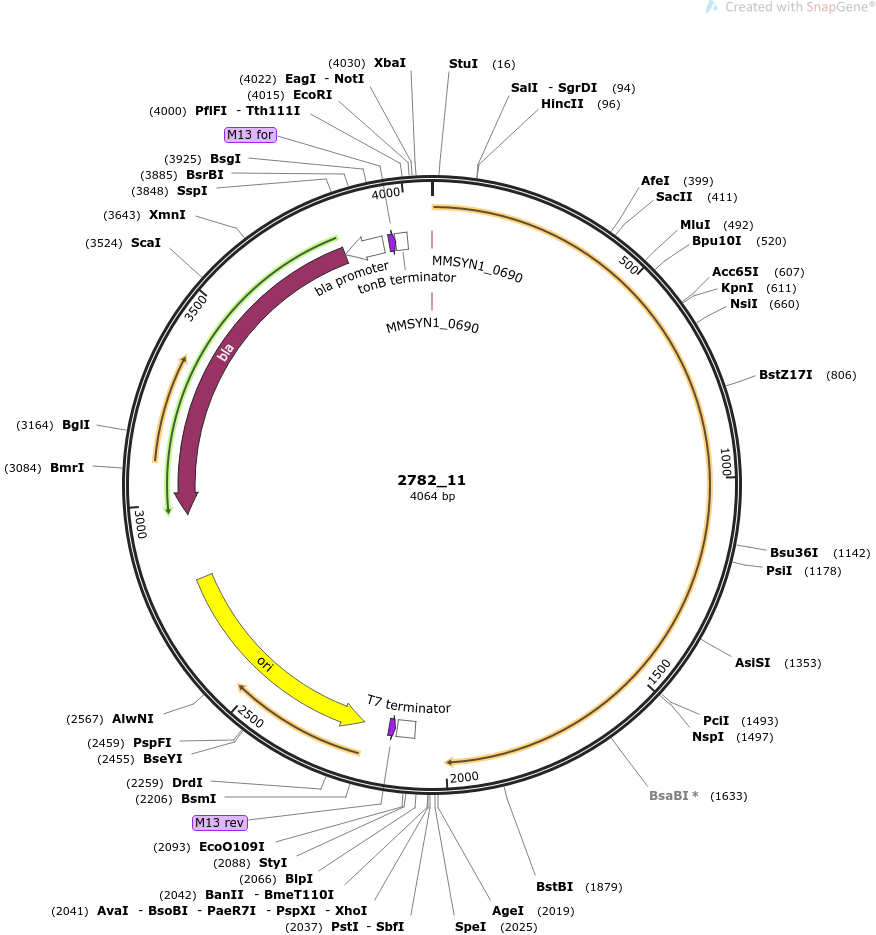 Created with SnapGene®
(4030) XbaI
StuI (16)
(4022) EagI - NotI
SalI - SgrDI (94)
(4015) EcoRI
HincII (96)
(4000) PflFI - Tth111I
M13 for
(3925) BsgI
(3885) BsrBI
(3848) SspI
AfeI (399)
SacII (411)
(3643) XmnI
MluI (492)
(3524) ScaI
Bpu10I (520)
Acc65I (607)
KpnI (611)
NsiI (660)
BstZ17I (806)
4000
500
3500
1000
3000
1500
2500
2000
bla promoter
tonB terminator
MMSYN1_0690
MMSYN1_0690
bla
(3164) BglI
(3084) BmrI
2782_11
4064 bp
Bsu36I (1142)
PsiI (1178)
AsiSI (1353)
ori
T7 terminator
(2567) AlwNI
PciI (1493)
NspI (1497)
(2459) PspFI
(2455) BseYI
(2259) DrdI
(2206) BsmI
BsaBI * (1633)
M13 rev
(2093) EcoO109I
(2088) StyI
(2066) BlpI
BstBI (1879)
(2042) BanII - BmeT110I
(2041) AvaI - BsoBI - PaeR7I - PspXI - XhoI
AgeI (2019)
(2037) PstI - SbfI
SpeI (2025)